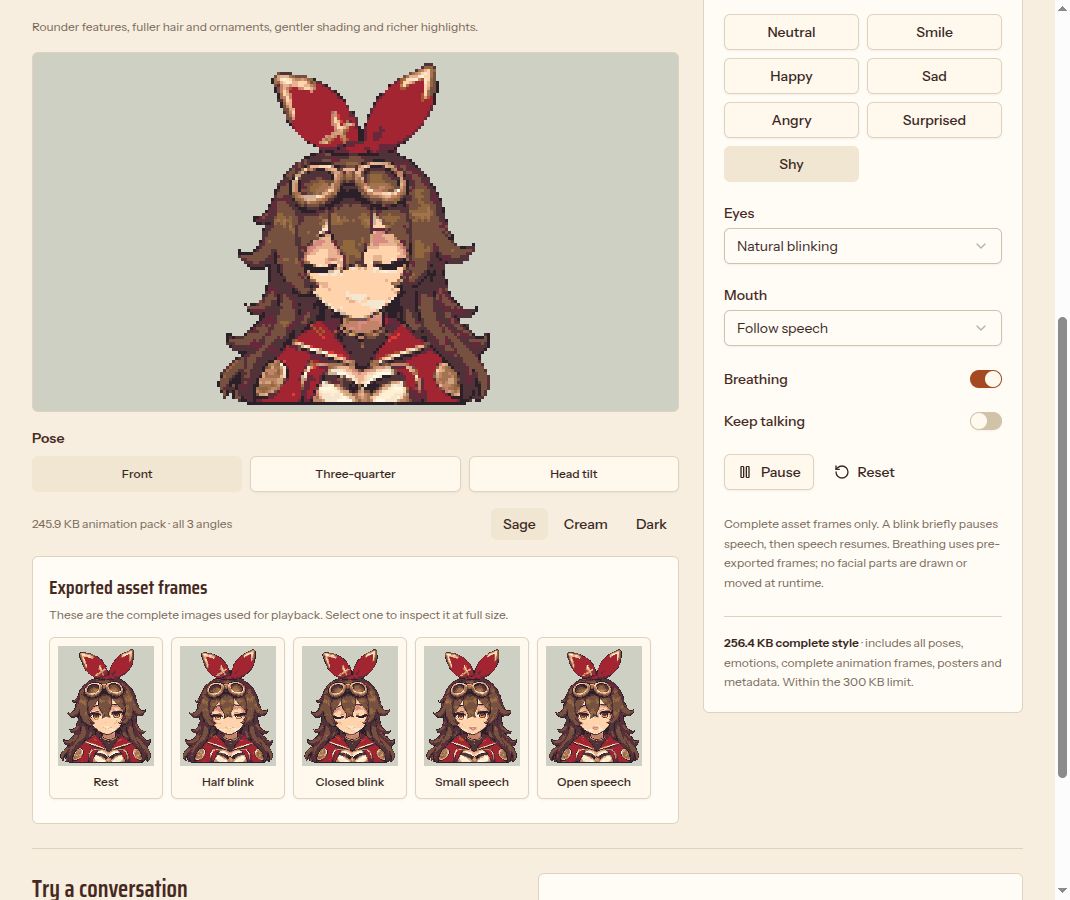 Rounder features, fuller hair and ornaments, gentler shading and richer highlights.
Pose
Front
Three-quarter
Head tilt
245.9 KB animation pack · all 3 angles
Sage
Cream
Dark
Exported asset frames
These are the complete images used for playback. Select one to inspect it at full size.
Rest
Half blink
Closed blink
Small speech
Open speech
Try a conversation
Neutral
Smile
Happy
Sad
Angry
Surprised
Shy
Eyes
Natural blinking
Mouth
Follow speech
Breathing
Keep talking
Pause
Reset
Complete asset frames only. A blink briefly pauses
speech, then speech resumes. Breathing uses pre-
exported frames; no facial parts are drawn or
moved at runtime.
256.4 KB complete style · includes all poses,
emotions, complete animation frames, posters and
metadata. Within the 300 KB limit.